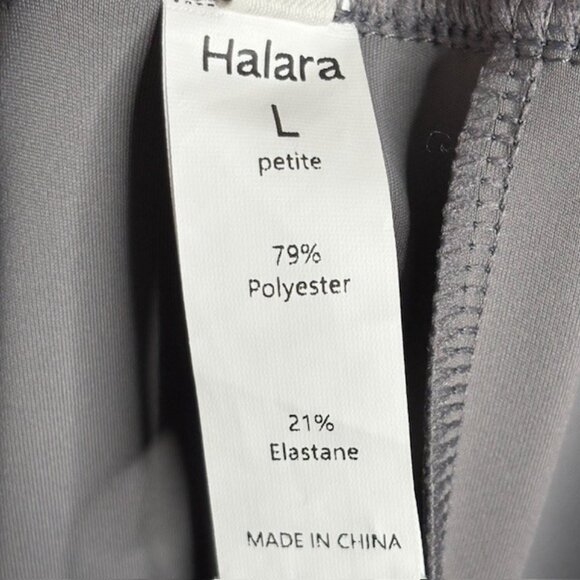 Halara
L
petite
79%
Polyester
21%
Elastane
MADE IN CHINA